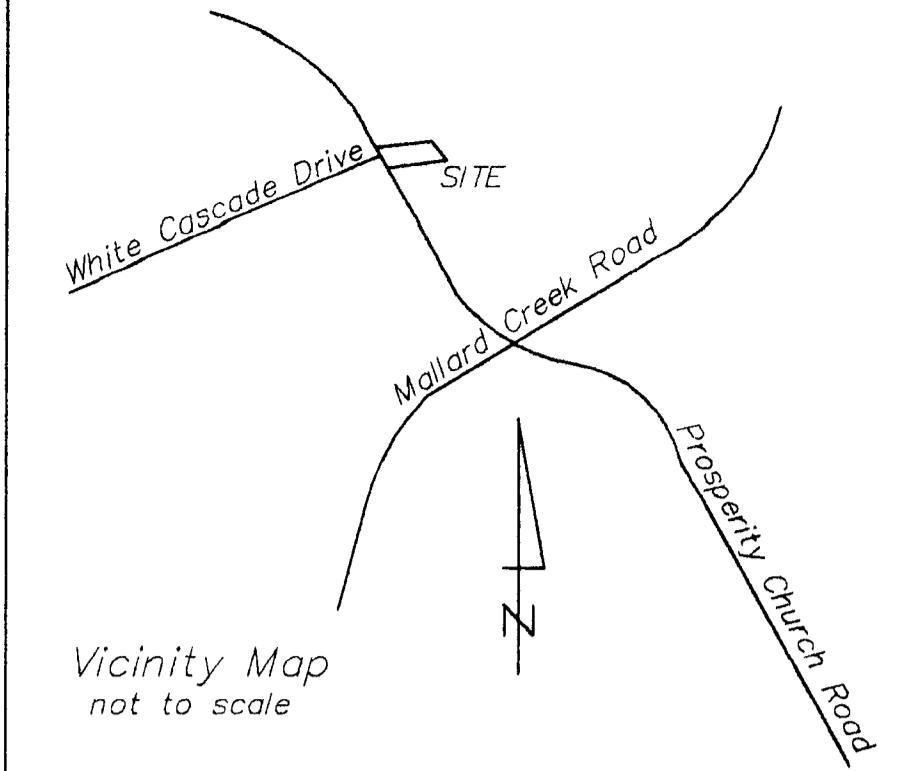 White Cascade Drive
SITE
Mallard Creek Road
Prosperity Church Road
N
Vicinity Map
not to scale